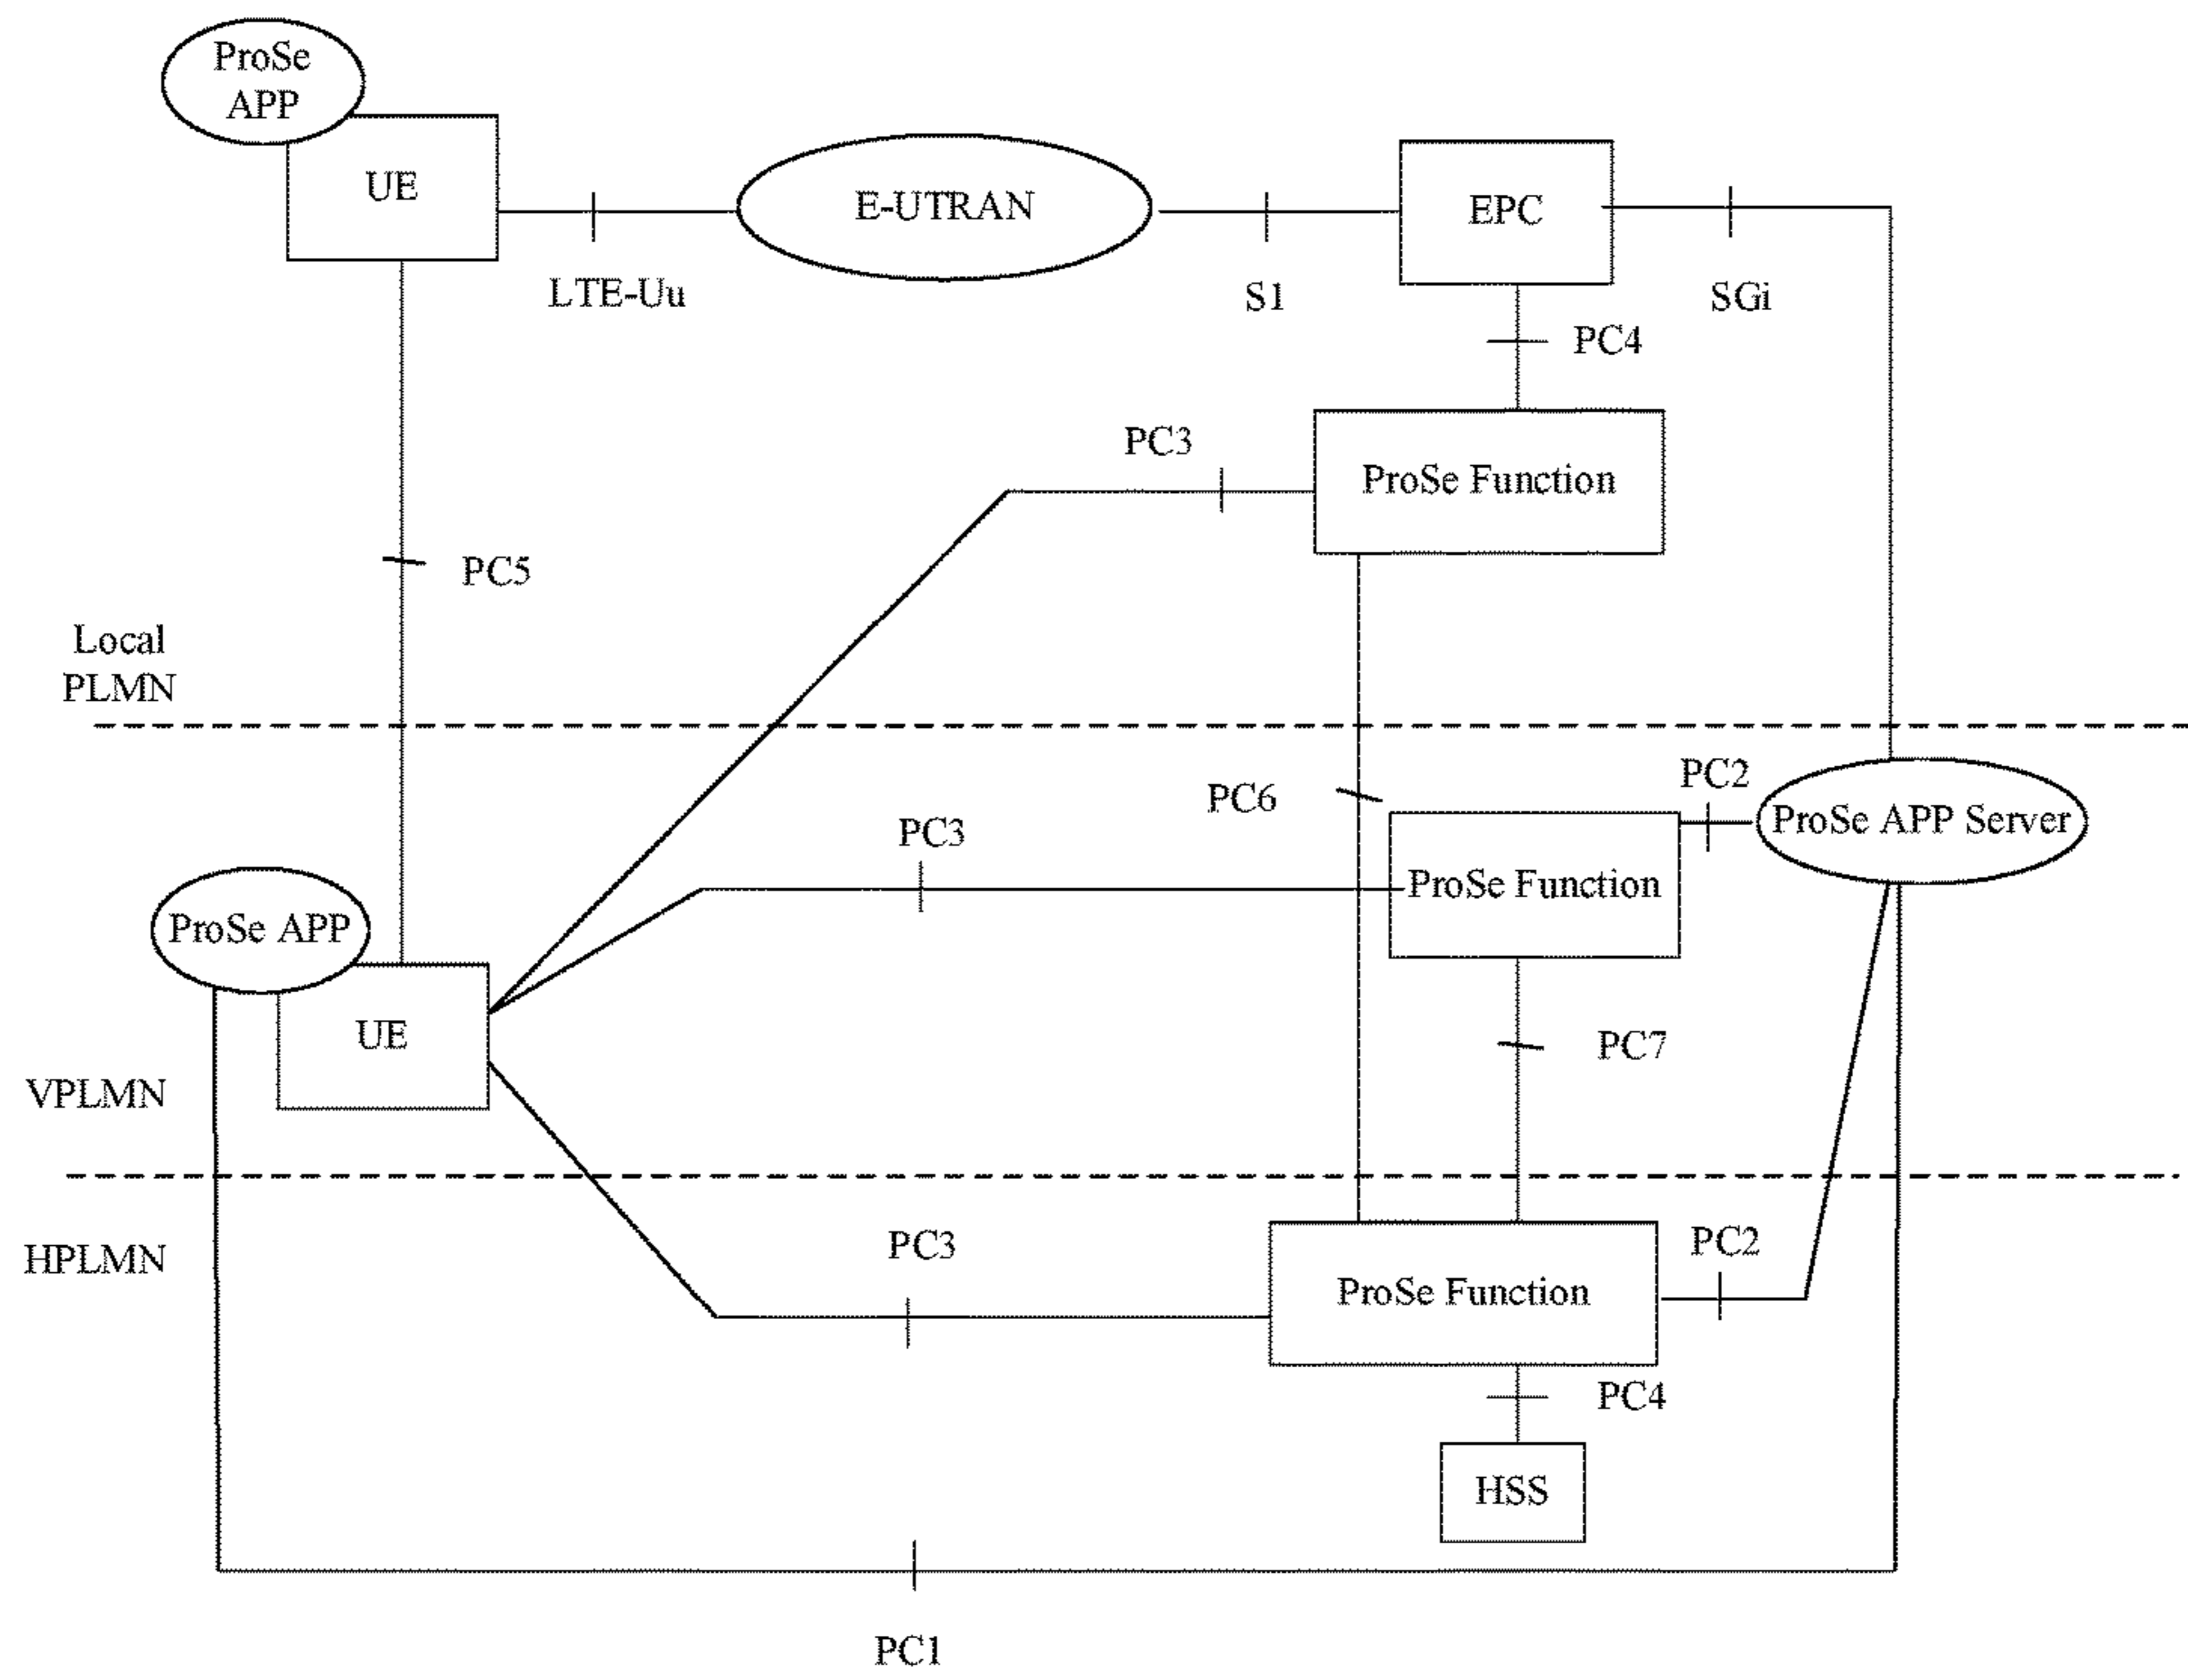 ProSe
APP
UE
E-UTRAN
EPC
LTE-Uu
S1
SGi
PC4
PC3
ProSe Function
PC5
Local
PLMN
PC2
PC6
ProSe APP Server
PC3
ProSe Function
ProSe APP
UE
PC7
VPLMN
HPLMN
PC3
PC2
ProSe Function
PC4
HSS
PC1